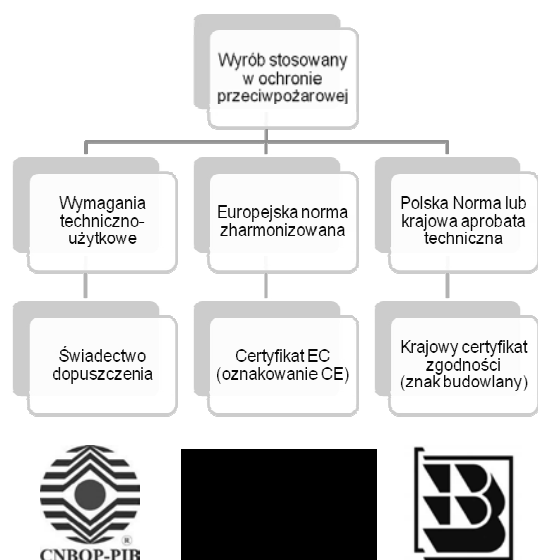 Wyrób stosowany
w ochronie
przeciwpożarowej
Wymagania
techniczno-
użytkowe
Europejska norma
zharmonizowana
Polska Norma lub
krajowa aprobata
techniczna
Świadectwo
dopuszczenia
Certyfikat EC
(oznakowanie CE)
Krajowy certyfikat
zgodności
(znak budowlany)
®
CNBOP-PIB
B